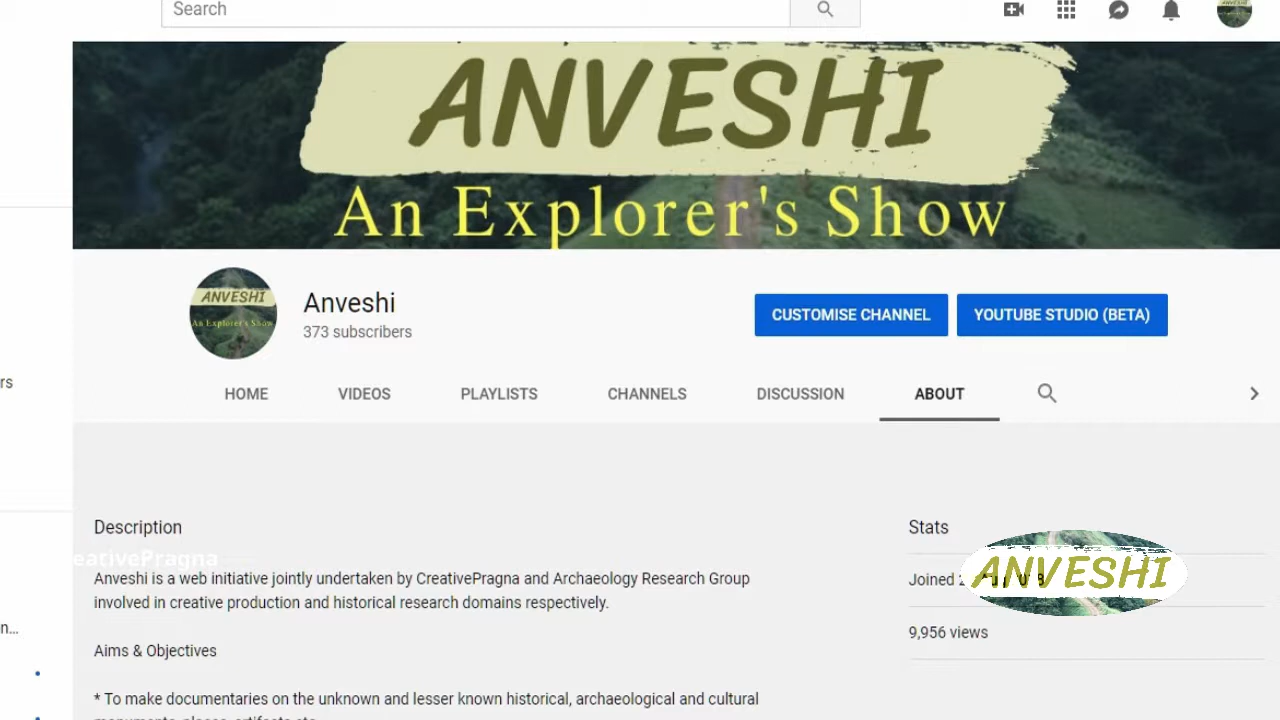 Search
ANVESHI
An Explorer's Show
ANVESHI
An Explorer's Show
Anveshi
373 subscribers
CUSTOMISE CHANNEL
YOUTUBE STUDIO (BETA)
rs
HOME
VIDEOS
PLAYLISTS
CHANNELS
DISCUSSION
ABOUT
Description
eativePragna
Anveshi is a web initiative jointly undertaken by CreativePragna and Archaeology Research Group
involved in creative production and historical research domains respectively.
Aims & Objectives
* To make documentaries on the unknown and lesser known historical, archaeological and cultural
Stats
Joined
ANVESHI
9,956 views
n...